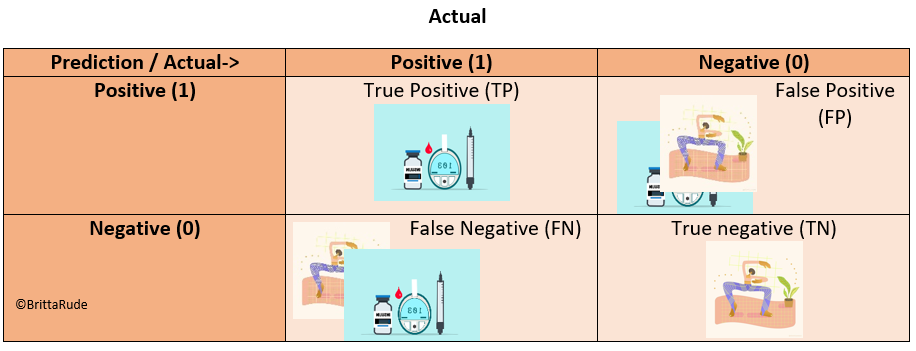 Actual
Prediction / Actual->
Positive (1)
Negative (0)
Positive (1)
True Positive (TP)
False Positive
(FP)
Negative (0)
False Negative (FN)
True negative (TN)
©BrittaRude